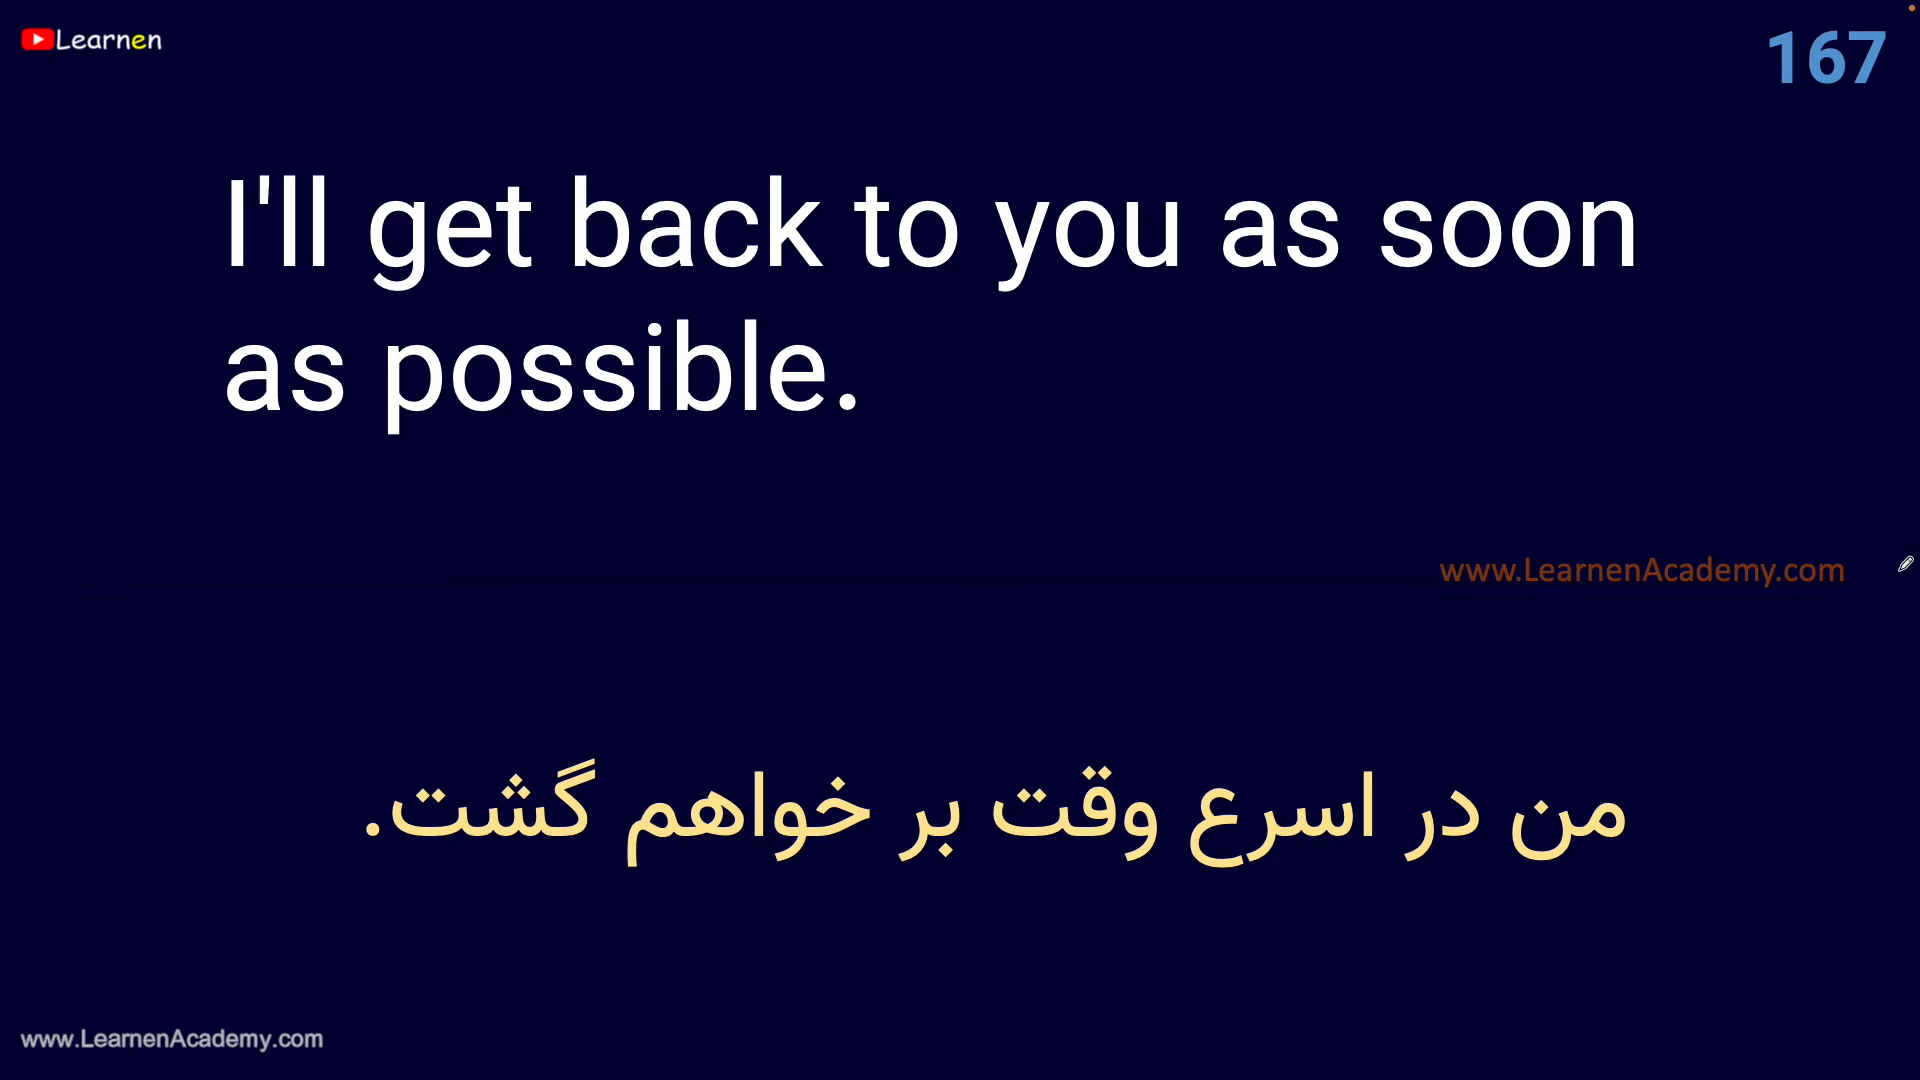 Learnen
167
I'll get back to you as soon
as possible.
www.LearnenAcademy.com
من در اسرع وقت بر خواهم گشت.
www.LearnenAcademy.com